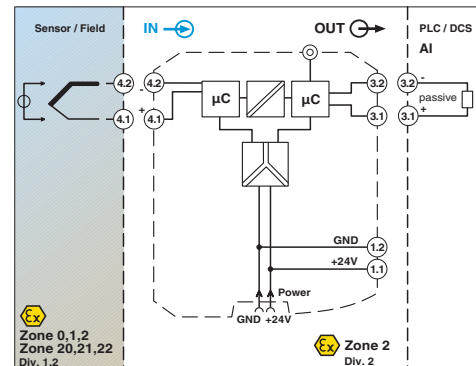 Sensor / Field
IN
OUT
PLC / DCS
AI
4.2
4.2
-
+
4.1
4.1
µC
µC
3.2
3.1
3.2
-
passive
+
3.1
GND
1.2
+24V
1.1
Power
GND +24V
Ex
Zone 0,1,2
Zone 20,21,22
Div. 1,2
Ex
Zone 2
Div. 2